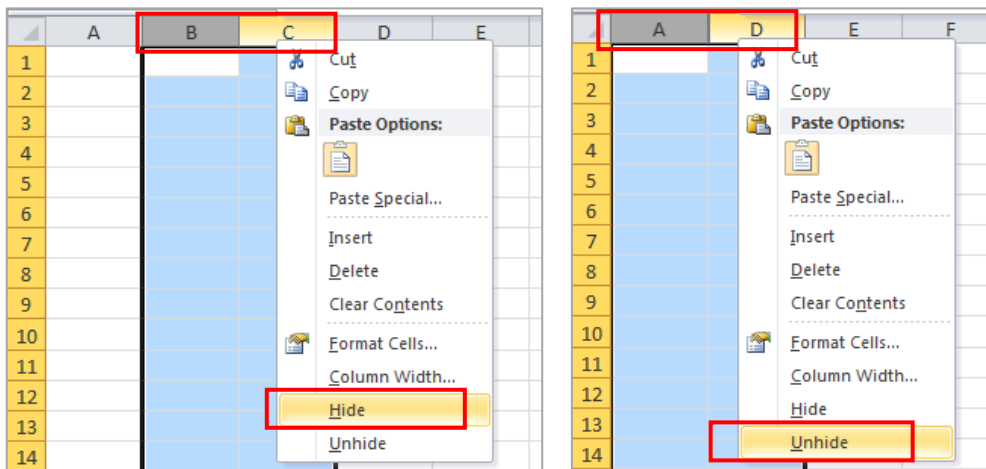 A B C D E
1
2
3
4
5
6
7
8
9
10
11
12
13
14
Cut
Copy
Paste Options:
Paste Special...
Insert
Delete
Clear Contents
Format Cells...
Column Width...
Hide
Unhide
A D E F
1
2
3
4
5
6
7
8
9
10
11
12
13
14
Cut
Copy
Paste Options:
Paste Special...
Insert
Delete
Clear Contents
Format Cells...
Column Width...
Hide
Unhide